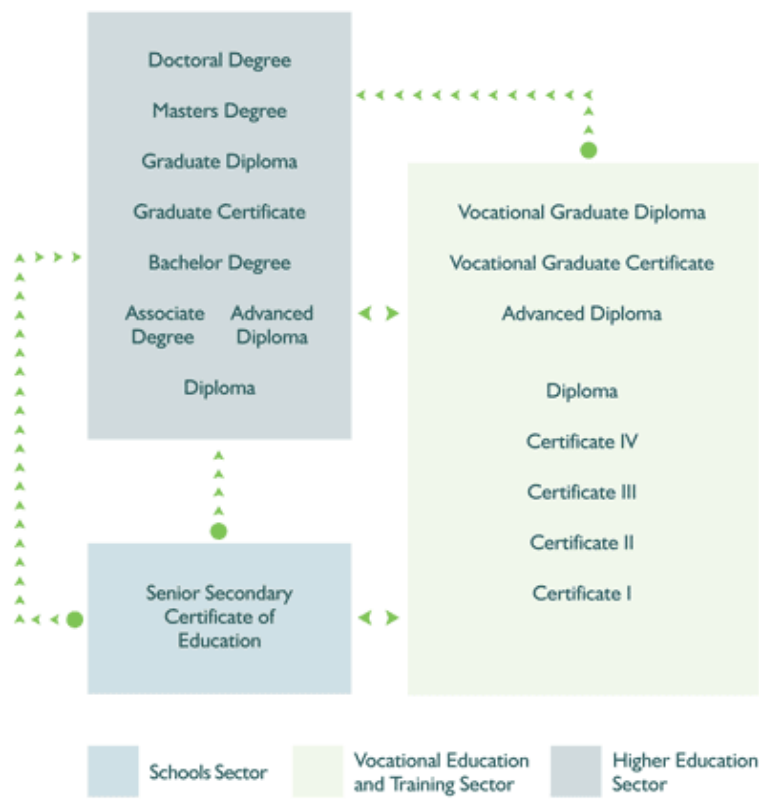 Doctoral Degree
Masters Degree
Graduate Diploma
Graduate Certificate
Bachelor Degree
Associate
Degree
Advanced
Diploma
Diploma
Vocational Graduate Diploma
Vocational Graduate Certificate
Advanced Diploma
Diploma
Certificate IV
Certificate III
Certificate II
Certificate I
Senior Secondary
Certificate of
Education
Schools Sector
Vocational Education
and Training Sector
Higher Education
Sector